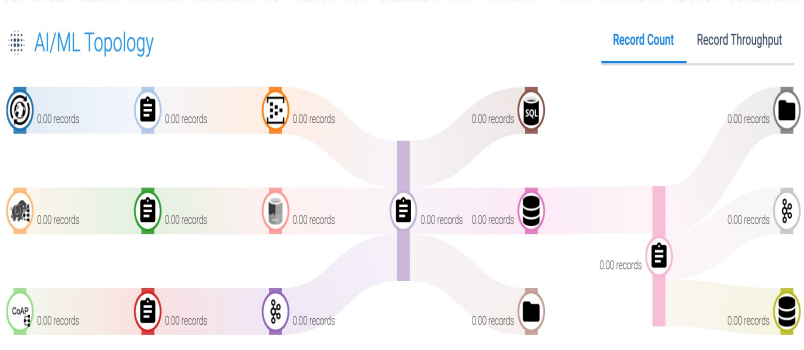 AI/ML Topology
Record Count Record Throughput
0.00 records 0.00 records 0.00 records 0.00 records SQL 0.00 records
0.00 records 0.00 records 0.00 records 0.00 records 0.00 records 0.00 records
0.00 records
CoAP 0.00 records 0.00 records 0.00 records 0.00 records 0.00 records